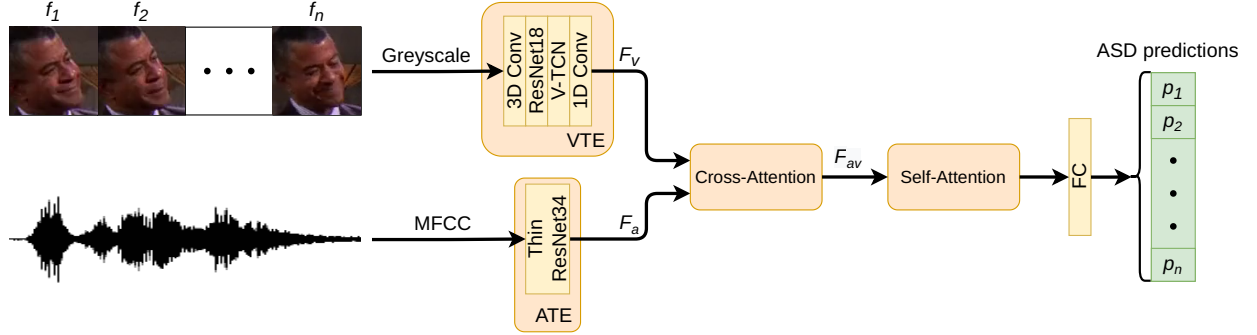 f1 f2 fn
Greyscale
3D Conv
ResNet18
V-TCN
1D Conv
VTE
Fv
MFCC
Thin
ResNet34
ATE
Fa
Cross-Attention
Fav
Self-Attention
FC
ASD predictions
p1
p2
pn